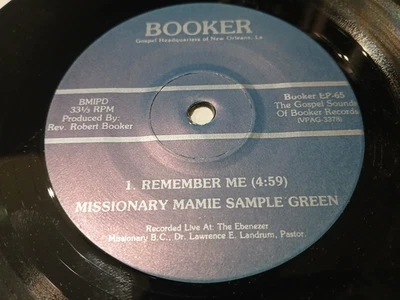 BOOKER
Gospel Headquarters of New Orleans, La
BMIPD
33⅓ RPM
Produced By:
Rev. Robert Booker
Booker EP-65
The Gospel Sounds
Of Booker Records
(VPAG-3373)
1. REMEMBER ME (4:59)
MISSIONARY MAMIE SAMPLE GREEN
Recorded Live At: The Ebenezer
Missionary B.C., Dr. Lawrence E. Landrum, Pastor